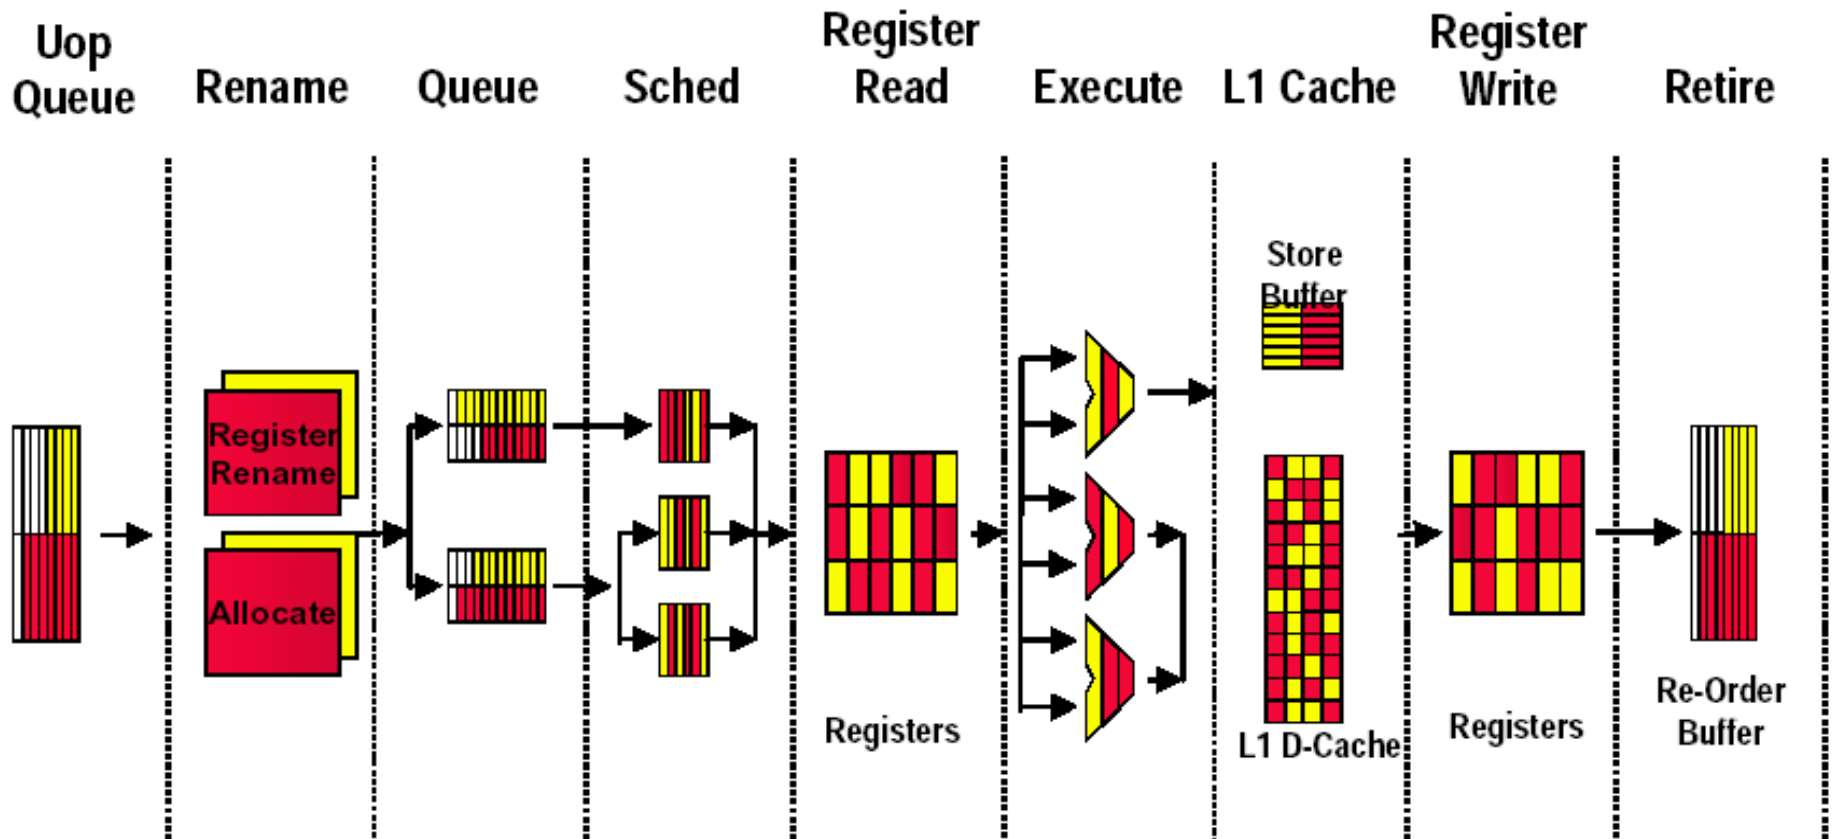 Uop
Queue
Rename
Queue
Sched
Register
Read
Execute
L1 Cache
Register
Write
Retire
Register
Rename
Allocate
Registers
Store
Buffer
L1 D-Cache
Registers
Re-Order
Buffer